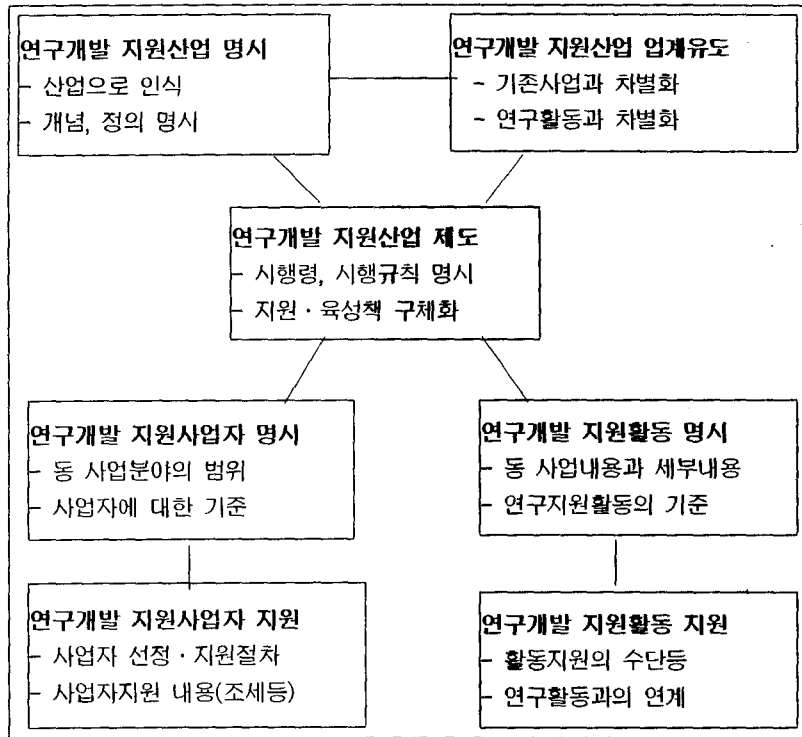 연구개발 지원산업 명시
- 산업으로 인식
- 개념, 정의 명시
연구개발 지원산업 업계유도
- 기존사업과 차별화
- 연구활동과 차별화
연구개발 지원산업 제도
- 시행령, 시행규칙 명시
- 지원·육성책 구체화
연구개발 지원사업자 명시
- 동 사업분야의 범위
- 사업자에 대한 기준
연구개발 지원활동 명시
- 동 사업내용과 세부내용
- 연구지원활동의 기준
연구개발 지원사업자 지원
- 사업자 선정·지원절차
- 사업자지원 내용(조세등)
연구개발 지원활동 지원
- 활동지원의 수단등
- 연구활동과의 연계